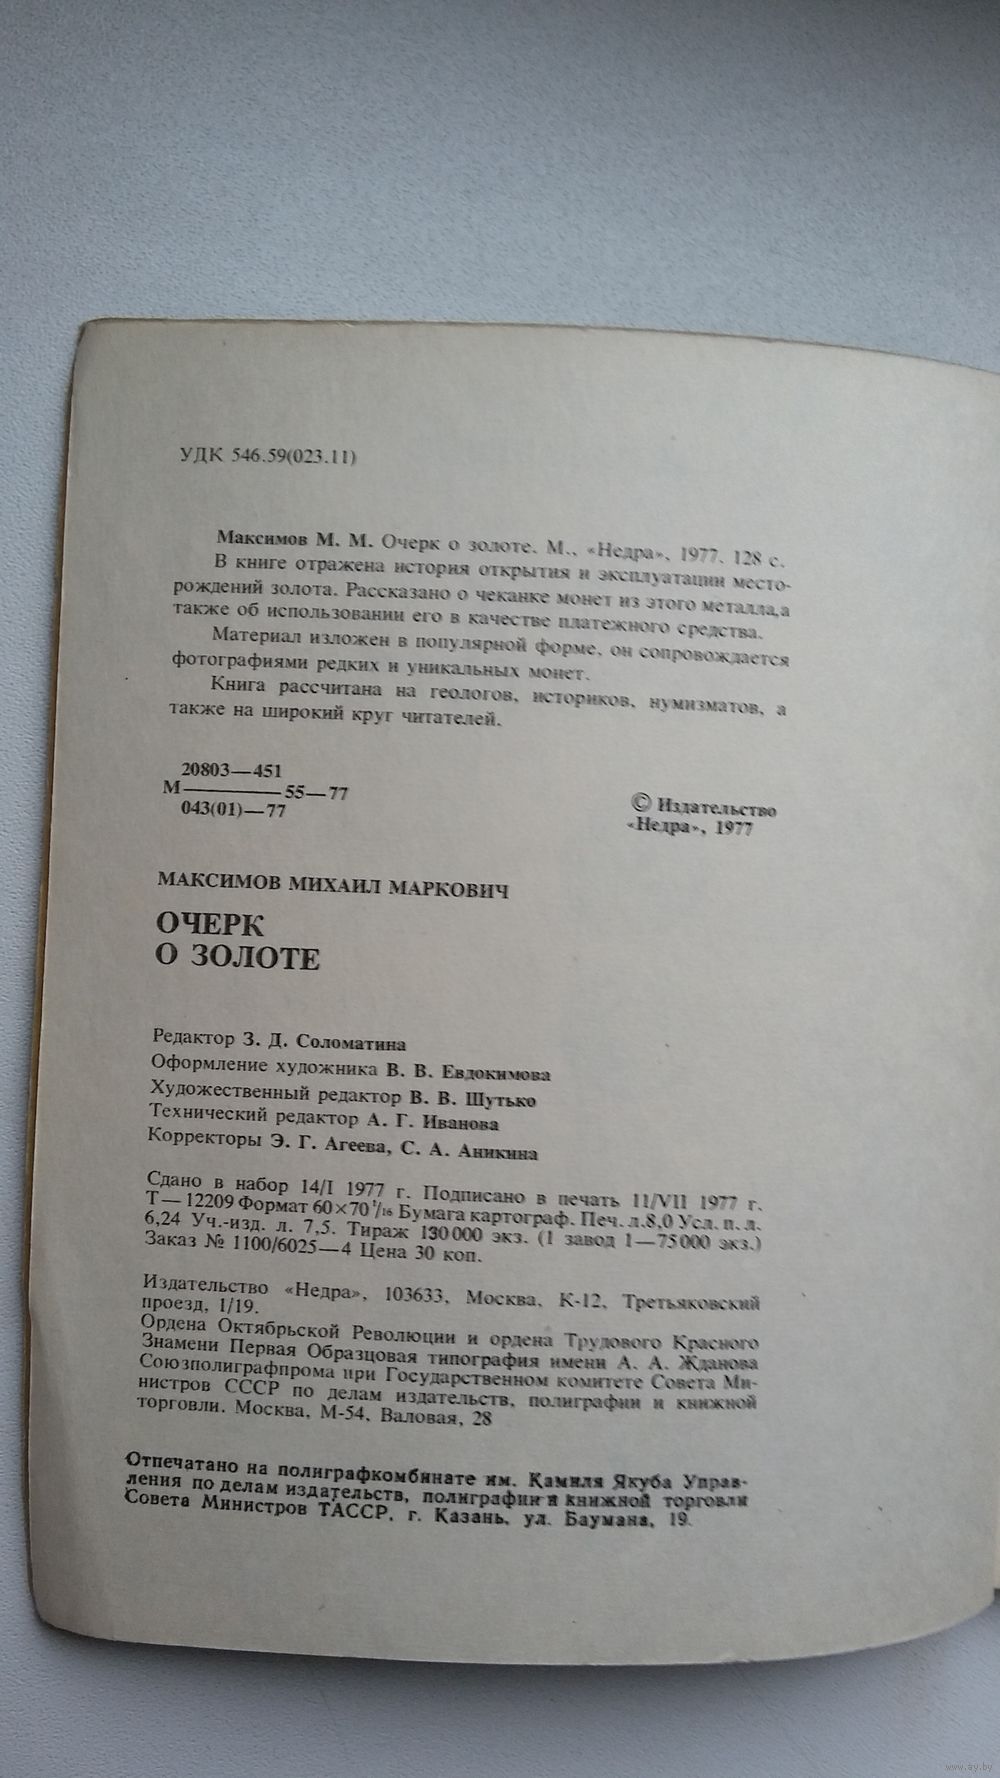 УДК 546.59(023.11)
Максимов М. М. Очерк о золоте. М., «Недра», 1977. 128 с.
В книге отражена история открытия и эксплуатации место-
рождений золота. Рассказано о чеканке монет из этого металла,а
также об использовании его в качестве платежного средства.
Материал изложен в популярной форме, он сопровождается
фотографиями редких и уникальных монет.
Книга рассчитана на геологов, историков, нумизматов, а
также на широкий круг читателей.
20803—451
М————— 55—77
043(01)—77
© Издательство
«Недра», 1977
МАКСИМОВ МИХАИЛ МАРКОВИЧ
ОЧЕРК
О ЗОЛОТЕ
Редактор З. Д. Соломатина
Оформление художника В. В. Евдокимова
Художественный редактор В. В. Шутько
Технический редактор А. Г. Иванова
Корректоры Э. Г. Агеева, С. А. Аникина
Сдано в набор 14/I 1977 г. Подписано в печать 11/VII 1977 г.
Т—12209 Формат 60×70 1/16 Бумага картограф. Печ. л.8,0 Усл. п. л.
6,24 Уч.-изд. л. 7,5. Тираж 130000 экз. (1 завод 1—75000 экз.)
Заказ № 1100/6025—4 Цена 30 коп.
Издательство «Недра», 103633, Москва, К-12, Третьяковский
проезд, 1/19.
Ордена Октябрьской Революции и ордена Трудового Красного
Знамени Первая Образцовая типография имени А. А. Жданова
Союзполиграфпрома при Государственном комитете Совета Ми-
нистров СССР по делам издательств, полиграфии и книжной
торговли. Москва, М-54, Валовая, 28
Отпечатано на полиграфкомбинате им. Камиля Якуба Управ-
ления по делам издательств, полиграфии и книжной торговли
Совета Министров ТАССР, г. Казань, ул. Баумана, 19.
www.ay.by